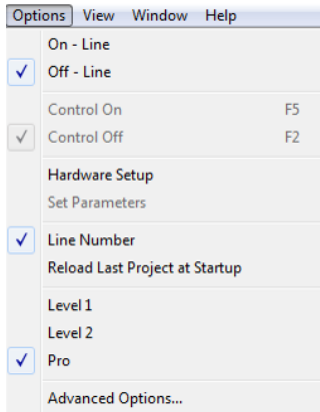 Options View Window Help
On - Line
Off - Line
Control On F5
Control Off F2
Hardware Setup
Set Parameters
Line Number
Reload Last Project at Startup
Level 1
Level 2
Pro
Advanced Options...